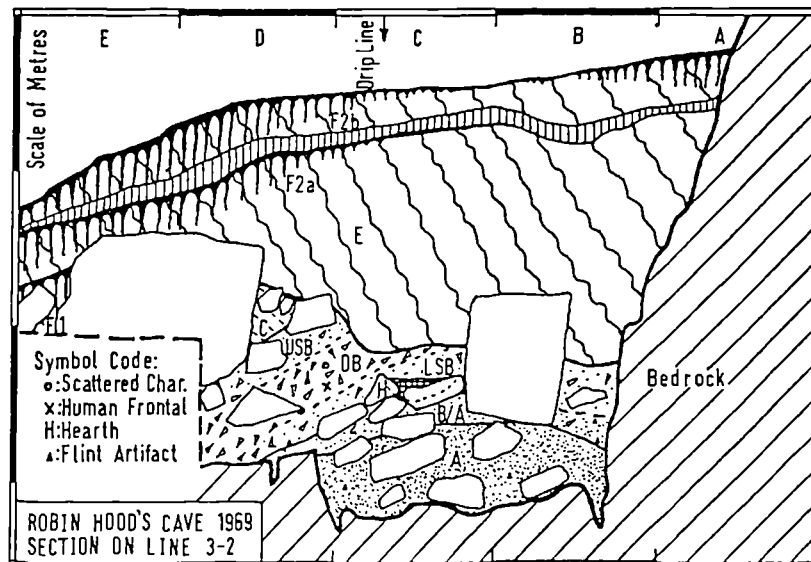 E D C B A
Scale of Metres
Drip Line
F2b
F2a
E
F1
C
USB
OB
LSB
H
B/A
A
Bedrock
Symbol Code:
o:Scattered Char.
x:Human Frontal
H:Hearth
▲:Flint Artifact
ROBIN HOOD'S CAVE 1969
SECTION ON LINE 3-2